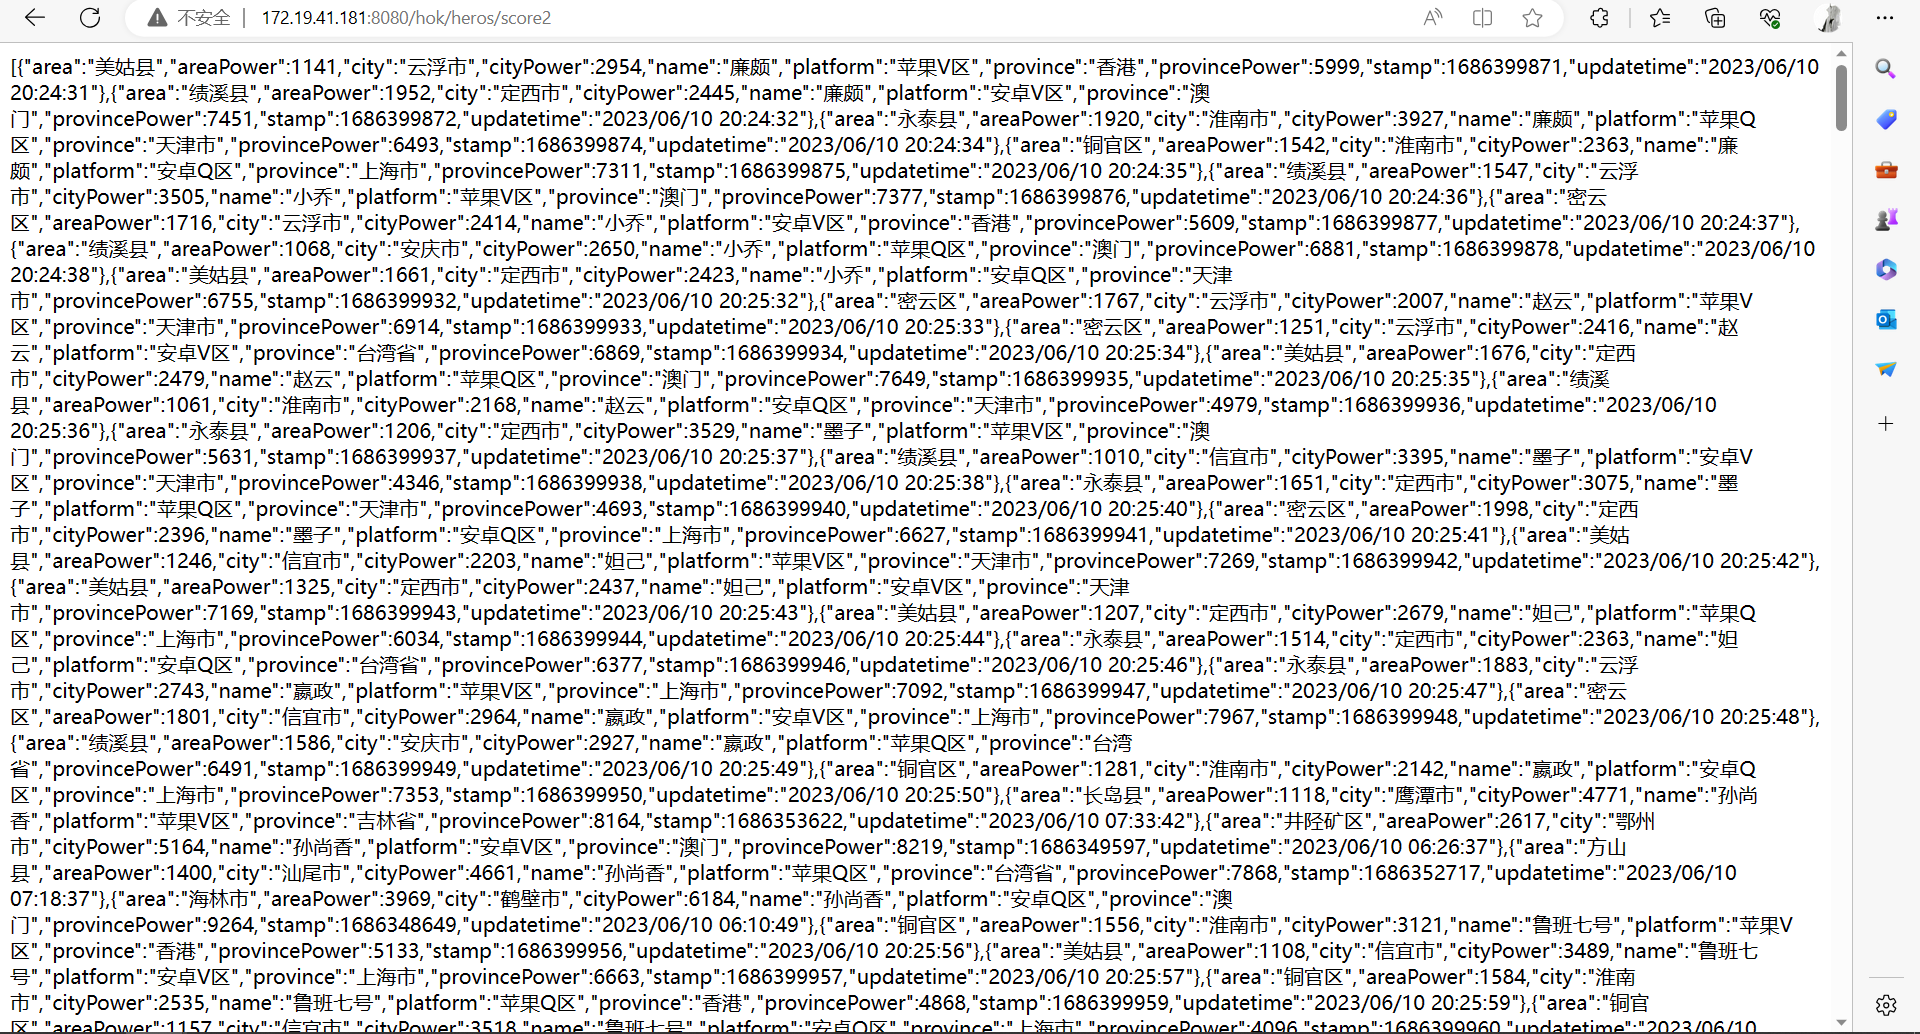 不安全 | 172.19.41.181:8080/hok/heros/score2
[{"area":"美姑县","areaPower":1141,"city":"云浮市","cityPower":2954,"name":"廉颇","platform":"苹果V区","province":"香港","provincePower":5999,"stamp":1686399871,"updatetime":"2023/06/10
20:24:31"},{"area":"绩溪县","areaPower":1952,"city":"定西市","cityPower":2445,"name":"廉颇","platform":"安卓V区","province":"澳
门","provincePower":7451,"stamp":1686399872,"updatetime":"2023/06/10 20:24:32"},{"area":"永泰县","areaPower":1920,"city":"淮南市","cityPower":3927,"name":"廉颇","platform":"苹果Q
区","province":"天津市","provincePower":6493,"stamp":1686399874,"updatetime":"2023/06/10 20:24:34"},{"area":"铜官区","areaPower":1542,"city":"淮南市","cityPower":2363,"name":"廉
颇","platform":"安卓Q区","province":"上海市","provincePower":7311,"stamp":1686399875,"updatetime":"2023/06/10 20:24:35"},{"area":"绩溪县","areaPower":1547,"city":"云浮
市","cityPower":3505,"name":"小乔","platform":"苹果V区","province":"澳门","provincePower":7377,"stamp":1686399876,"updatetime":"2023/06/10 20:24:36"},{"area":"密云
区","areaPower":1716,"city":"云浮市","cityPower":2414,"name":"小乔","platform":"安卓V区","province":"香港","provincePower":5609,"stamp":1686399877,"updatetime":"2023/06/10 20:24:37"},
{"area":"绩溪县","areaPower":1068,"city":"安庆市","cityPower":2650,"name":"小乔","platform":"苹果Q区","province":"澳门","provincePower":6881,"stamp":1686399878,"updatetime":"2023/06/10
20:24:38"},{"area":"美姑县","areaPower":1661,"city":"定西市","cityPower":2423,"name":"小乔","platform":"安卓Q区","province":"天津
市","provincePower":6755,"stamp":1686399932,"updatetime":"2023/06/10 20:25:32"},{"area":"密云区","areaPower":1767,"city":"云浮市","cityPower":2007,"name":"赵云","platform":"苹果V
区","province":"天津市","provincePower":6914,"stamp":1686399933,"updatetime":"2023/06/10 20:25:33"},{"area":"密云区","areaPower":1251,"city":"云浮市","cityPower":2416,"name":"赵
云","platform":"安卓V区","province":"台湾省","provincePower":6869,"stamp":1686399934,"updatetime":"2023/06/10 20:25:34"},{"area":"美姑县","areaPower":1676,"city":"定西
市","cityPower":2479,"name":"赵云","platform":"苹果Q区","province":"澳门","provincePower":7649,"stamp":1686399935,"updatetime":"2023/06/10 20:25:35"},{"area":"绩溪
县","areaPower":1061,"city":"淮南市","cityPower":2168,"name":"赵云","platform":"安卓Q区","province":"天津市","provincePower":4979,"stamp":1686399936,"updatetime":"2023/06/10
20:25:36"},{"area":"永泰县","areaPower":1206,"city":"定西市","cityPower":3529,"name":"墨子","platform":"苹果V区","province":"澳
门","provincePower":5631,"stamp":1686399937,"updatetime":"2023/06/10 20:25:37"},{"area":"绩溪县","areaPower":1010,"city":"信宜市","cityPower":3395,"name":"墨子","platform":"安卓V
区","province":"天津市","provincePower":4346,"stamp":1686399938,"updatetime":"2023/06/10 20:25:38"},{"area":"永泰县","areaPower":1651,"city":"定西市","cityPower":3075,"name":"墨
子","platform":"苹果Q区","province":"天津市","provincePower":4693,"stamp":1686399940,"updatetime":"2023/06/10 20:25:40"},{"area":"密云区","areaPower":1998,"city":"定西
市","cityPower":2396,"name":"墨子","platform":"安卓Q区","province":"上海市","provincePower":6627,"stamp":1686399941,"updatetime":"2023/06/10 20:25:41"},{"area":"美姑
县","areaPower":1246,"city":"信宜市","cityPower":2203,"name":"妲己","platform":"苹果V区","province":"天津市","provincePower":7269,"stamp":1686399942,"updatetime":"2023/06/10 20:25:42"},
{"area":"美姑县","areaPower":1325,"city":"定西市","cityPower":2437,"name":"妲己","platform":"安卓V区","province":"天津
市","provincePower":7169,"stamp":1686399943,"updatetime":"2023/06/10 20:25:43"},{"area":"美姑县","areaPower":1207,"city":"定西市","cityPower":2679,"name":"妲己","platform":"苹果Q
区","province":"上海市","provincePower":6034,"stamp":1686399944,"updatetime":"2023/06/10 20:25:44"},{"area":"永泰县","areaPower":1514,"city":"定西市","cityPower":2363,"name":"妲
己","platform":"安卓Q区","province":"台湾省","provincePower":6377,"stamp":1686399946,"updatetime":"2023/06/10 20:25:46"},{"area":"永泰县","areaPower":1883,"city":"云浮
市","cityPower":2743,"name":"嬴政","platform":"苹果V区","province":"上海市","provincePower":7092,"stamp":1686399947,"updatetime":"2023/06/10 20:25:47"},{"area":"密云
区","areaPower":1801,"city":"信宜市","cityPower":2964,"name":"嬴政","platform":"安卓V区","province":"上海市","provincePower":7967,"stamp":1686399948,"updatetime":"2023/06/10 20:25:48"},
{"area":"绩溪县","areaPower":1586,"city":"安庆市","cityPower":2927,"name":"嬴政","platform":"苹果Q区","province":"台湾
省","provincePower":6491,"stamp":1686399949,"updatetime":"2023/06/10 20:25:49"},{"area":"铜官区","areaPower":1281,"city":"淮南市","cityPower":2142,"name":"嬴政","platform":"安卓Q
区","province":"上海市","provincePower":7353,"stamp":1686399950,"updatetime":"2023/06/10 20:25:50"},{"area":"长岛县","areaPower":1118,"city":"鹰潭市","cityPower":4771,"name":"孙尚
香","platform":"苹果V区","province":"吉林省","provincePower":8164,"stamp":1686353622,"updatetime":"2023/06/10 07:33:42"},{"area":"井陉矿区","areaPower":2617,"city":"鄂州
市","cityPower":5164,"name":"孙尚香","platform":"安卓V区","province":"澳门","provincePower":8219,"stamp":1686349597,"updatetime":"2023/06/10 06:26:37"},{"area":"方山
县","areaPower":1400,"city":"汕尾市","cityPower":4661,"name":"孙尚香","platform":"苹果Q区","province":"台湾省","provincePower":7868,"stamp":1686352717,"updatetime":"2023/06/10
07:18:37"},{"area":"海林市","areaPower":3969,"city":"鹤壁市","cityPower":6184,"name":"孙尚香","platform":"安卓Q区","province":"澳
门","provincePower":9264,"stamp":1686348649,"updatetime":"2023/06/10 06:10:49"},{"area":"铜官区","areaPower":1556,"city":"淮南市","cityPower":3121,"name":"鲁班七号","platform":"苹果V
区","province":"香港","provincePower":5133,"stamp":1686399956,"updatetime":"2023/06/10 20:25:56"},{"area":"美姑县","areaPower":1108,"city":"信宜市","cityPower":3489,"name":"鲁班七
号","platform":"安卓V区","province":"上海市","provincePower":6663,"stamp":1686399957,"updatetime":"2023/06/10 20:25:57"},{"area":"铜官区","areaPower":1584,"city":"淮南
市","cityPower":2535,"name":"鲁班七号","platform":"苹果Q区","province":"香港","provincePower":4868,"stamp":1686399959,"updatetime":"2023/06/10 20:25:59"},{"area":"铜官
区","areaPower":1157,"city":"信宜市","cityPower":3518,"name":"鲁班七号","platform":"安卓Q区","province":"上海市","provincePower":4096,"stamp":1686399960,"updatetime":"2023/06/10